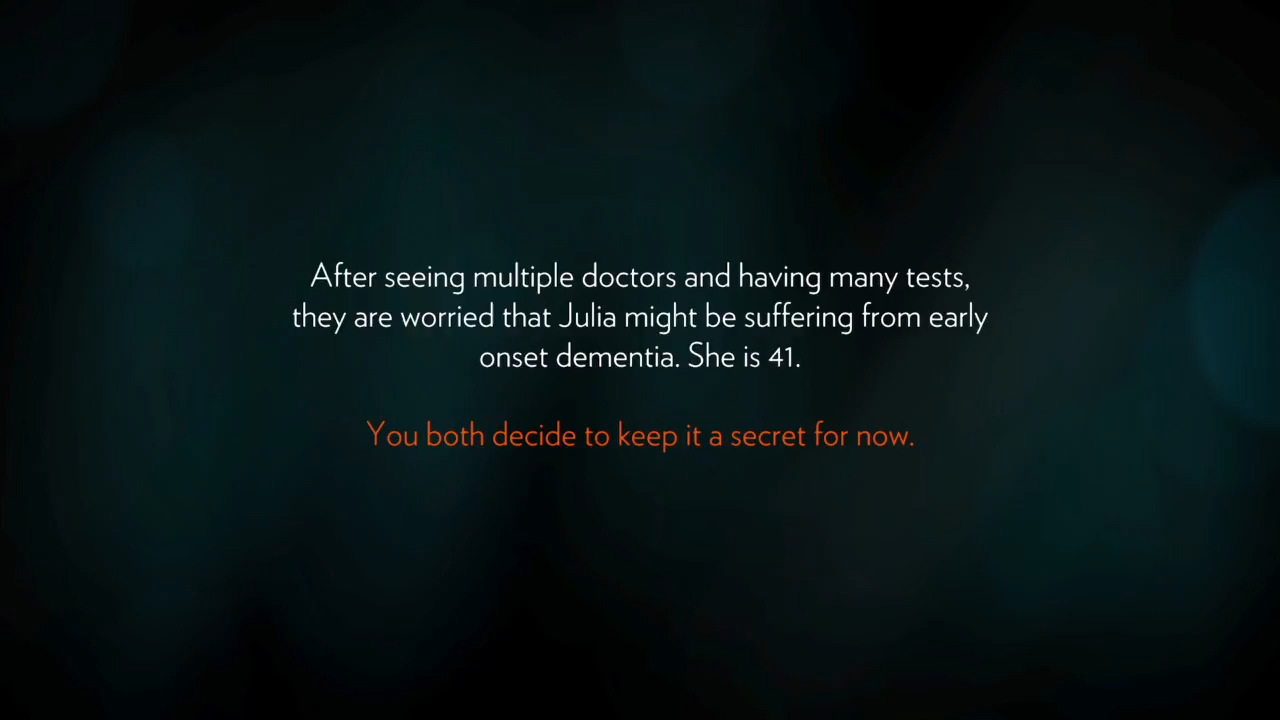 After seeing multiple doctors and having many tests,
they are worried that Julia might be suffering from early
onset dementia. She is 41.
You both decide to keep it a secret for now.